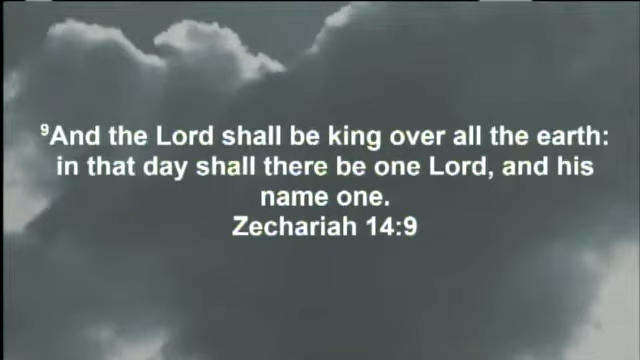 ⁹And the Lord shall be king over all the earth:
in that day shall there be one Lord, and his
name one.
Zechariah 14:9